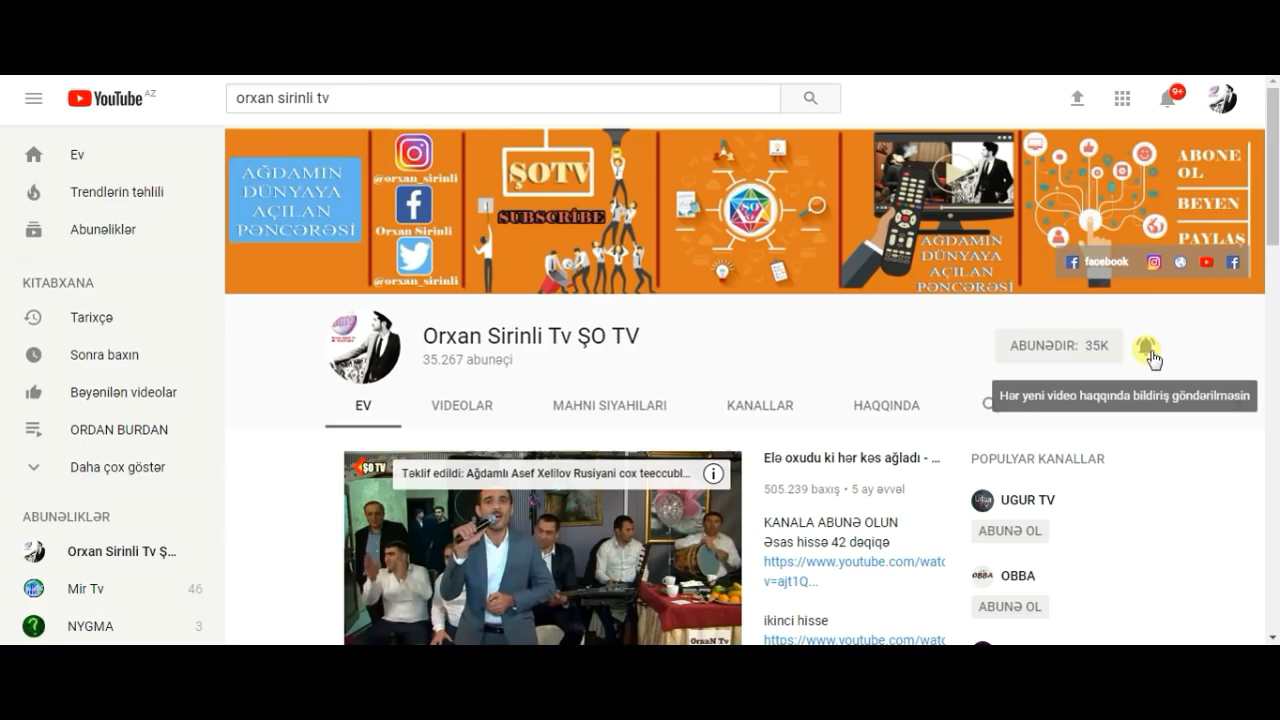 YouTube AZ
orxan sirinli tv
9+
Ev
Trendlərin təhlili
Abunəliklər
KITABXANA
Tarixçə
Sonra baxın
Bəyənilən videolar
ORDAN BURDAN
Daha çox göstər
ABUNƏLIKLƏR
Orxan Sirinli Tv Ş...
Mir Tv 46
NYGMA 3
AĞDAMIN
DÜNYAYA
AÇILAN
PƏNCƏRƏSİ
@orxan_sirinli
Orxan Sirinli
@orxan_sirinli
ŞOTV
SUBSCRIBE
ŞO
AĞDAMIN
DÜNYAYA
AÇILAN
PƏNCƏRƏSİ
ABONE
OL
BEYEN
PAYLAŞ
facebook
Orxan Sirinli Tv ŞO TV
35.267 abunəçi
ABUNƏDIR: 35K
Hər yeni video haqqında bildiriş göndərilməsin
EV VIDEOLAR MAHNI SIYAHILARI KANALLAR HAQQINDA
ŞO TV
Təklif edildi: Ağdamlı Asef Xelilov Rusiyani cox teeccubl...
OrxaN Tv
Elə oxudu ki hər kəs ağladı - ...
505.239 baxış • 5 ay əvvəl
KANALA ABUNƏ OLUN
Əsas hissə 42 dəqiqə
https://www.youtube.com/watc
v=ajt1Q...
ikinci hisse
https://www.youtube.com/watc
POPULYAR KANALLAR
UGUR TV
ABUNƏ OL
OBBA
OBBA
ABUNƏ OL